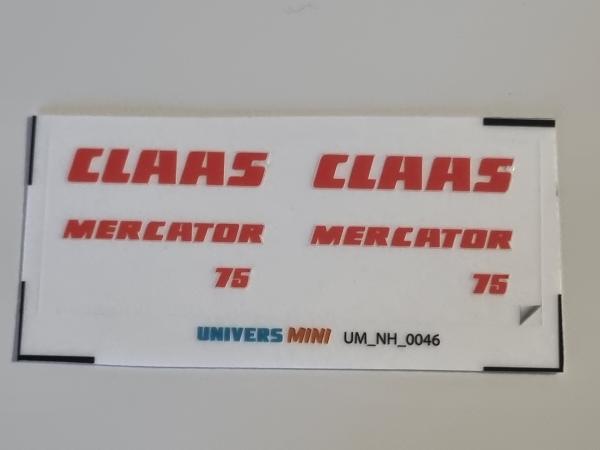 CLAAS CLAAS
MERCATOR MERCATOR
75 75
UNIVERS MINI UM_NH_0046